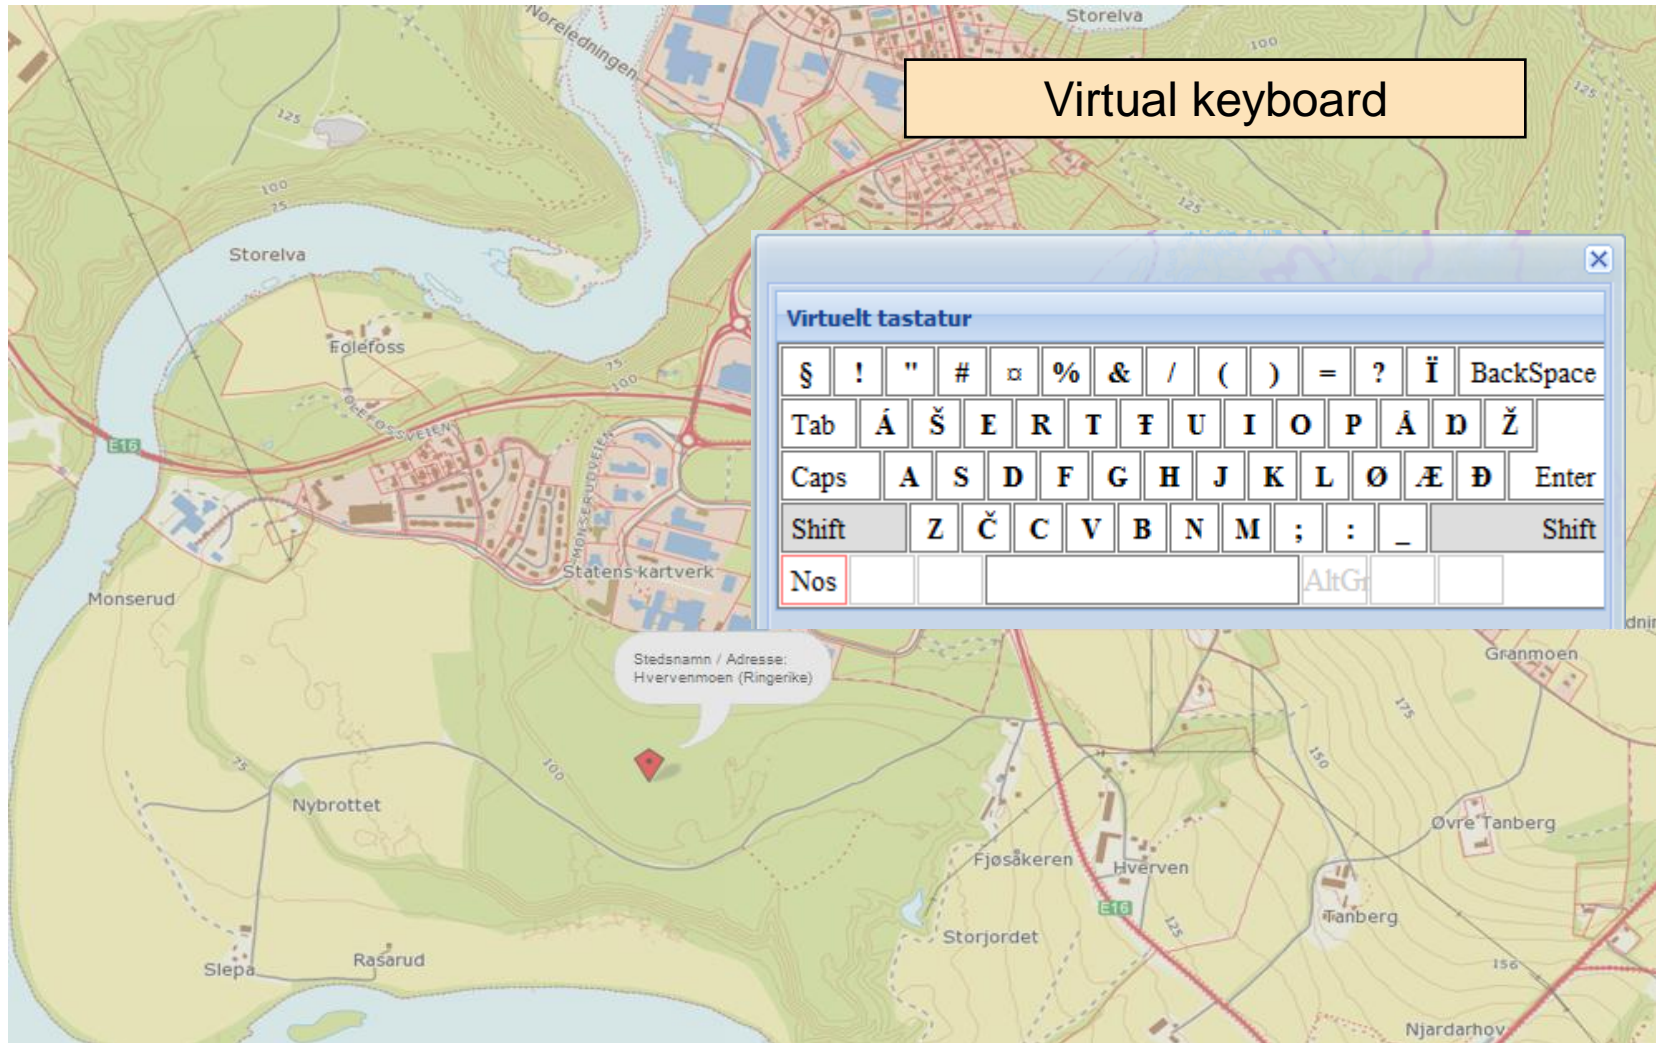 Noreledningen
Storelva
100
Virtual keyboard
125
125
100
75
125
Storelva
Virtuelt tastatur
§ ! " # ¤ % & / ( ) = ? Ï BackSpace
Tab Á Š E R T Ŧ U I O P Å Ŋ Ž
Caps A S D F G H J K L Ø Æ Đ Enter
Shift Z Č C V B N M ; : _ Shift
Nos AltGr
Folefoss
75
100
FOLEFOSSVEIEN
E16
MONSERUDVEIEN
Statens kartverk
Monserud
Stedsnamn / Adresse:
Hvervenmoen (Ringerike)
Granmoen
175
150
75
100
Nybrottet
Øvre Tanberg
Fjøsåkeren
Hverven
E16
125
Tanberg
Storjordet
Rasarud
Slepa
156
Njardarhov